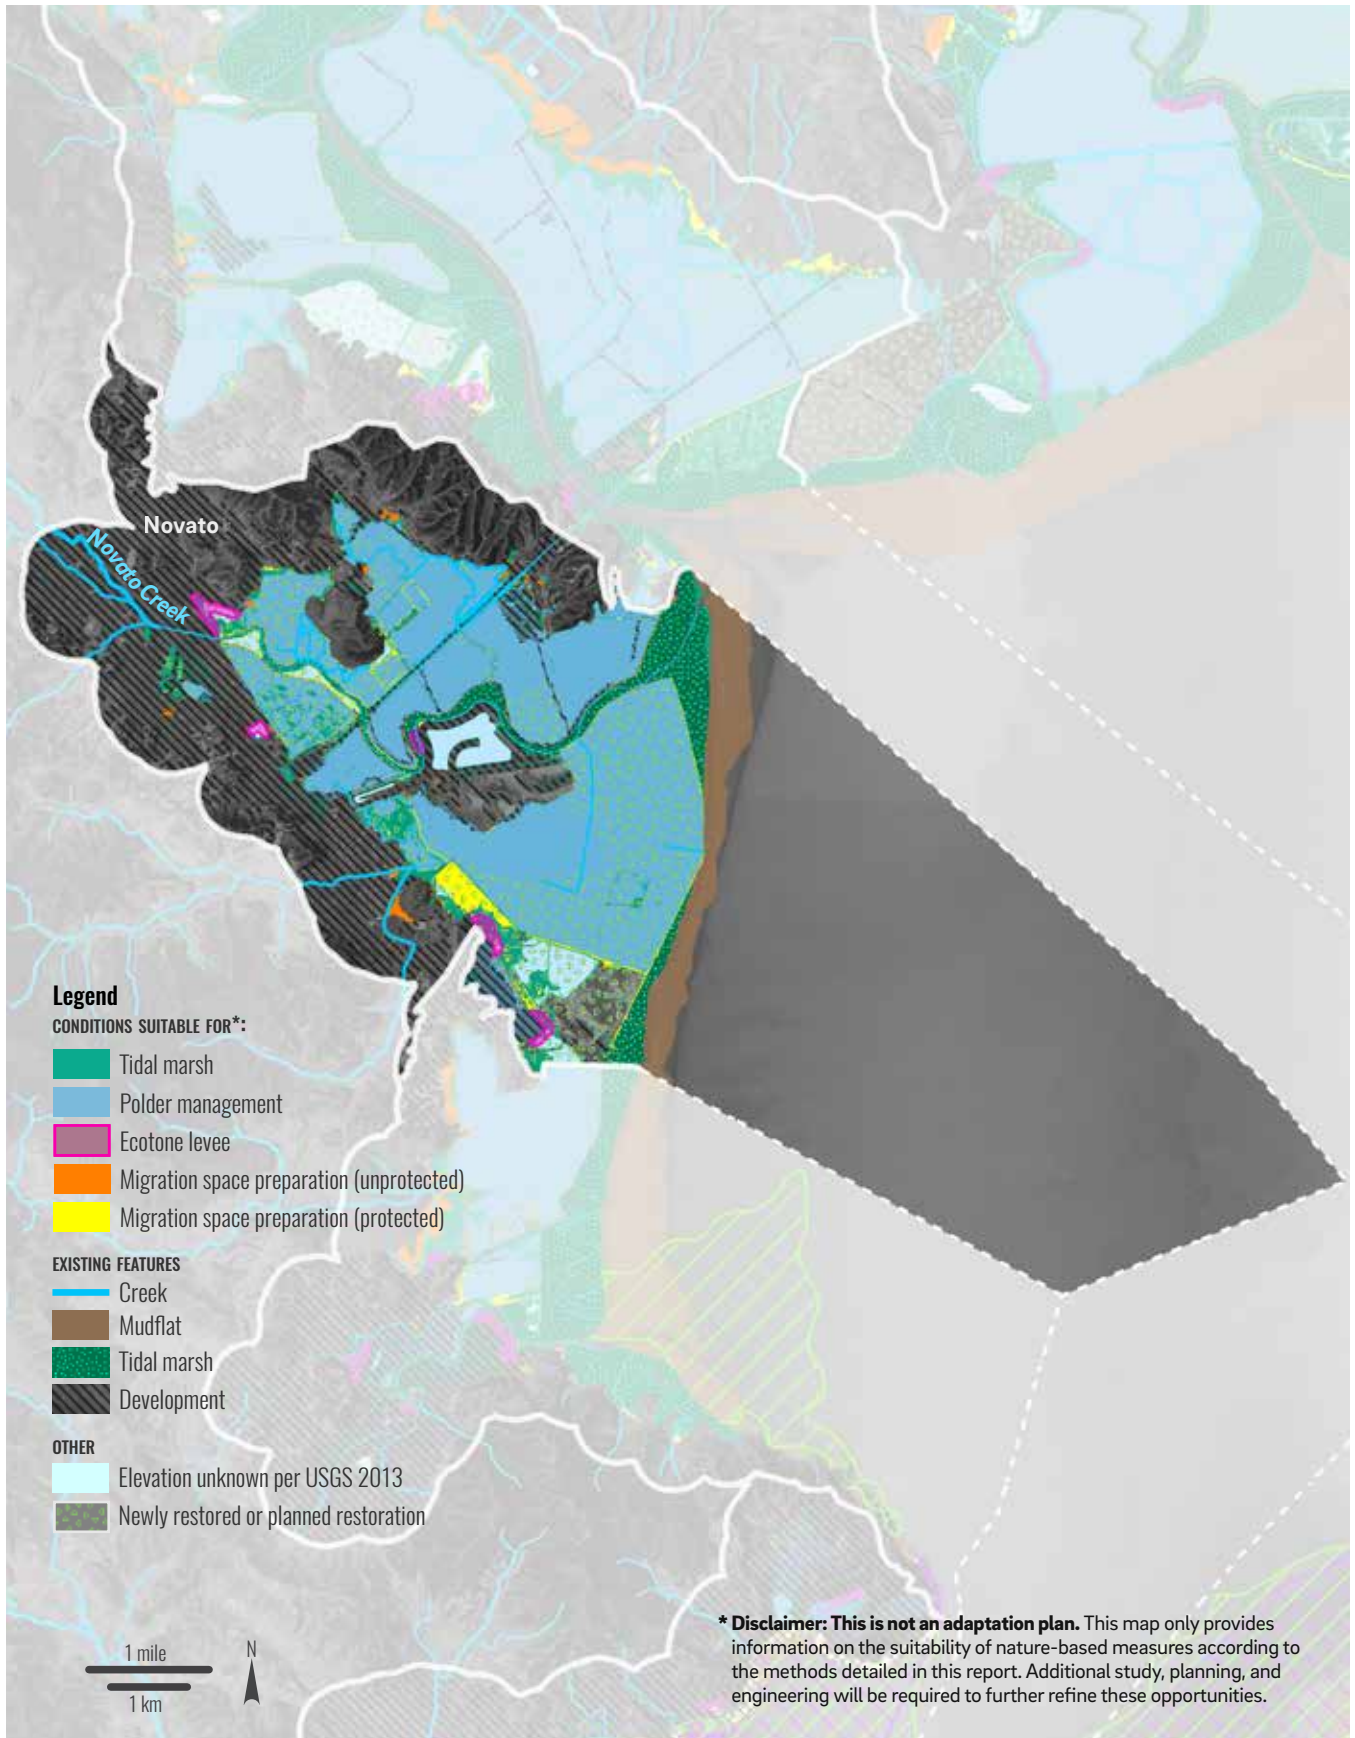 Novato
Novato Creek
Legend
CONDITIONS SUITABLE FOR*:
Tidal marsh
Polder management
Ecotone levee
Migration space preparation (unprotected)
Migration space preparation (protected)
EXISTING FEATURES
Creek
Mudflat
Tidal marsh
Development
OTHER
Elevation unknown per USGS 2013
Newly restored or planned restoration
1 mile
1 km
N
* Disclaimer: This is not an adaptation plan. This map only provides
information on the suitability of nature-based measures according to
the methods detailed in this report. Additional study, planning, and
engineering will be required to further refine these opportunities.